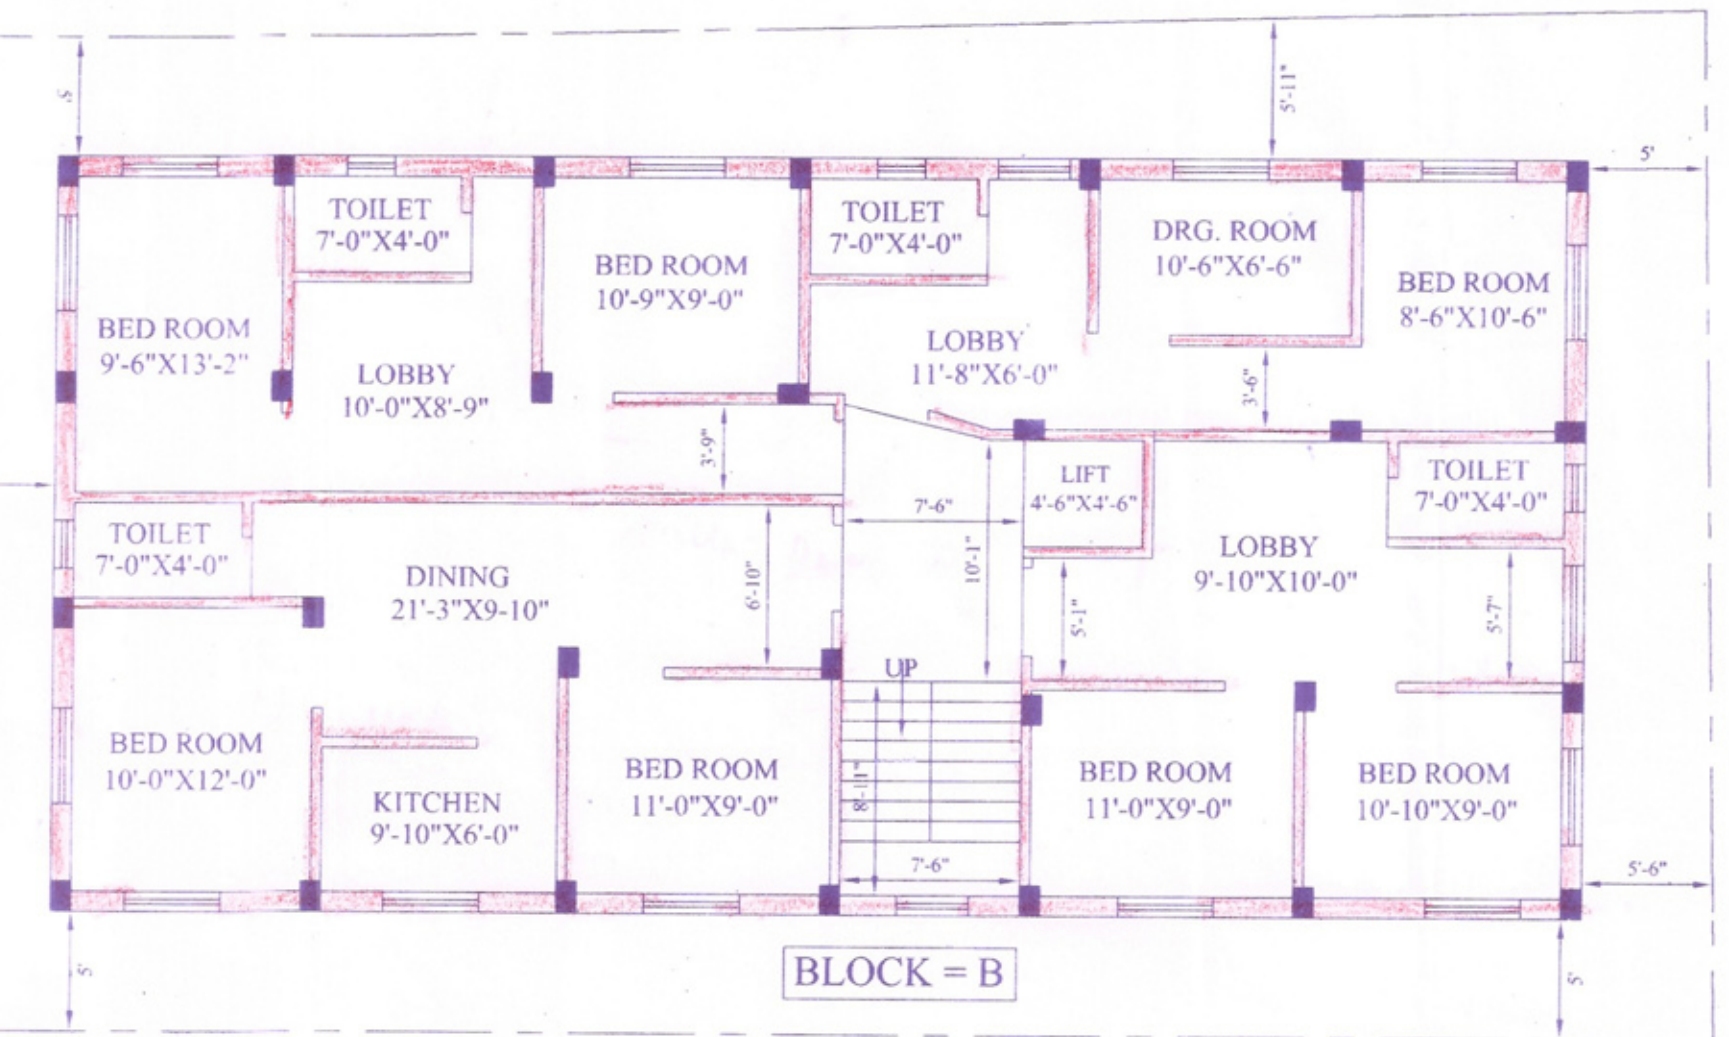 5'
5'-11"
5'
TOILET
7'-0"X4'-0"
BED ROOM
9'-6"X13'-2"
LOBBY
10'-0"X8'-9"
BED ROOM
10'-9"X9'-0"
TOILET
7'-0"X4'-0"
LOBBY
11'-8"X6'-0"
DRG. ROOM
10'-6"X6'-6"
BED ROOM
8'-6"X10'-6"
3'-6"
3'-9"
LIFT
4'-6"X4'-6"
7'-6"
10'-1"
TOILET
7'-0"X4'-0"
LOBBY
9'-10"X10'-0"
5'-1"
5'-7"
TOILET
7'-0"X4'-0"
DINING
21'-3"X9-10"
6'-10"
UP
BED ROOM
10'-0"X12'-0"
KITCHEN
9'-10"X6'-0"
BED ROOM
11'-0"X9'-0"
8'-11"
7'-6"
BED ROOM
11'-0"X9'-0"
BED ROOM
10'-10"X9'-0"
5'-6"
5'
BLOCK = B
5'